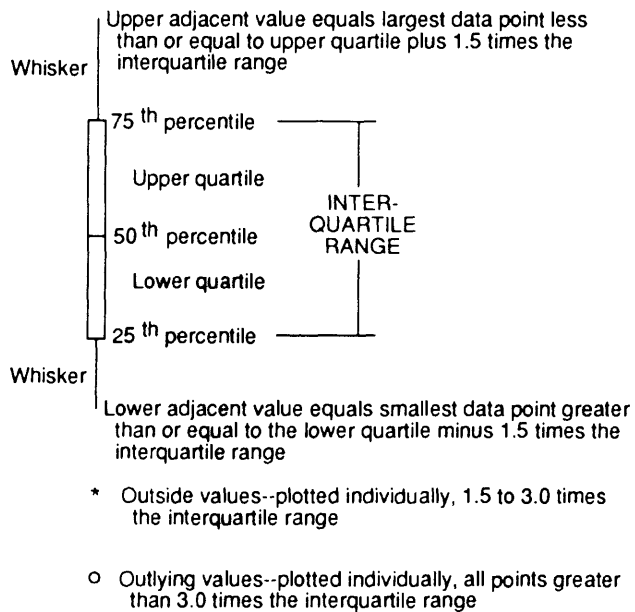 Upper adjacent value equals largest data point less
than or equal to upper quartile plus 1.5 times the
interquartile range
Whisker
75 th percentile
Upper quartile
INTER-
QUARTILE
RANGE
50 th percentile
Lower quartile
25 th percentile
Whisker
Lower adjacent value equals smallest data point greater
than or equal to the lower quartile minus 1.5 times the
interquartile range
* Outside values--plotted individually, 1.5 to 3.0 times
the interquartile range
o Outlying values--plotted individually, all points greater
than 3.0 times the interquartile range